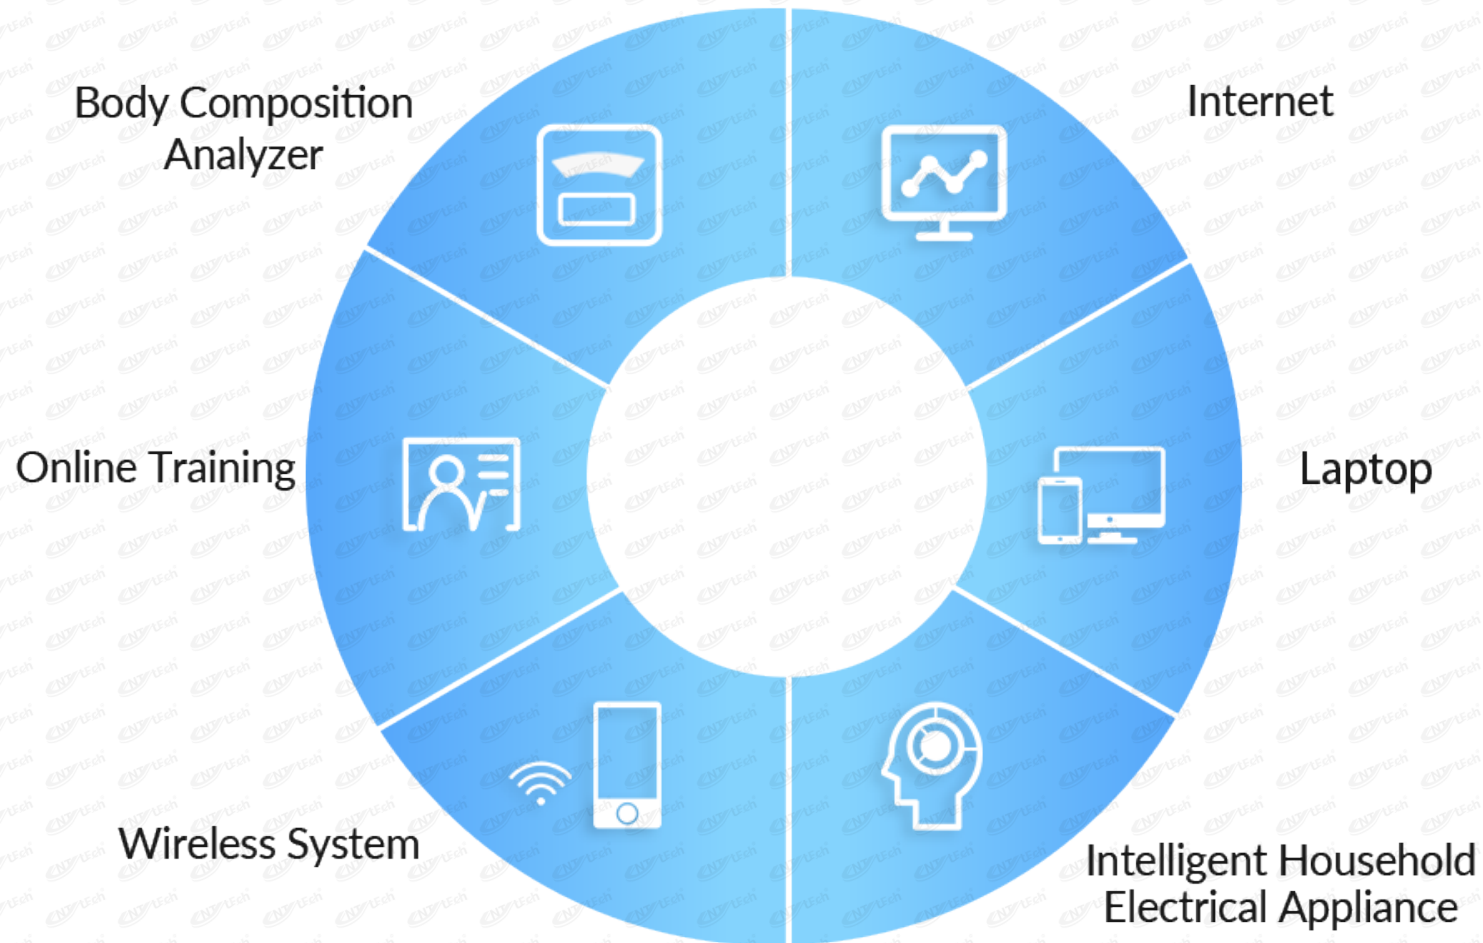 Body Composition
Analyzer
Internet
Online Training
Laptop
Wireless System
Intelligent Household
Electrical Appliance